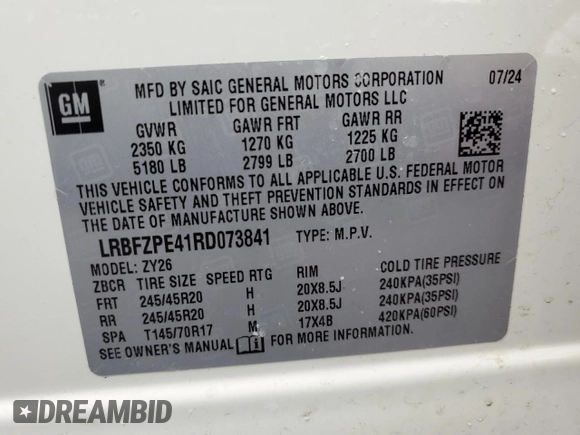 GM
MFD BY SAIC GENERAL MOTORS CORPORATION 07/24
LIMITED FOR GENERAL MOTORS LLC
GVWR GAWR FRT GAWR RR
2350 KG 1270 KG 1225 KG
5180 LB 2799 LB 2700 LB
THIS VEHICLE CONFORMS TO ALL APPLICABLE U.S. FEDERAL MOTOR
VEHICLE SAFETY AND THEFT PREVENTION STANDARDS IN EFFECT ON
THE DATE OF MANUFACTURE SHOWN ABOVE.
LRBFZPE41RD073841 TYPE: M.P.V.
MODEL: ZY26
ZBCR TIRE SIZE SPEED RTG RIM COLD TIRE PRESSURE
FRT 245/45R20 H 20X8.5J 240KPA(35PSI)
RR 245/45R20 H 20X8.5J 240KPA(35PSI)
SPA T145/70R17 M 17X4B 420KPA(60PSI)
SEE OWNER'S MANUAL FOR MORE INFORMATION.
DREAMBID